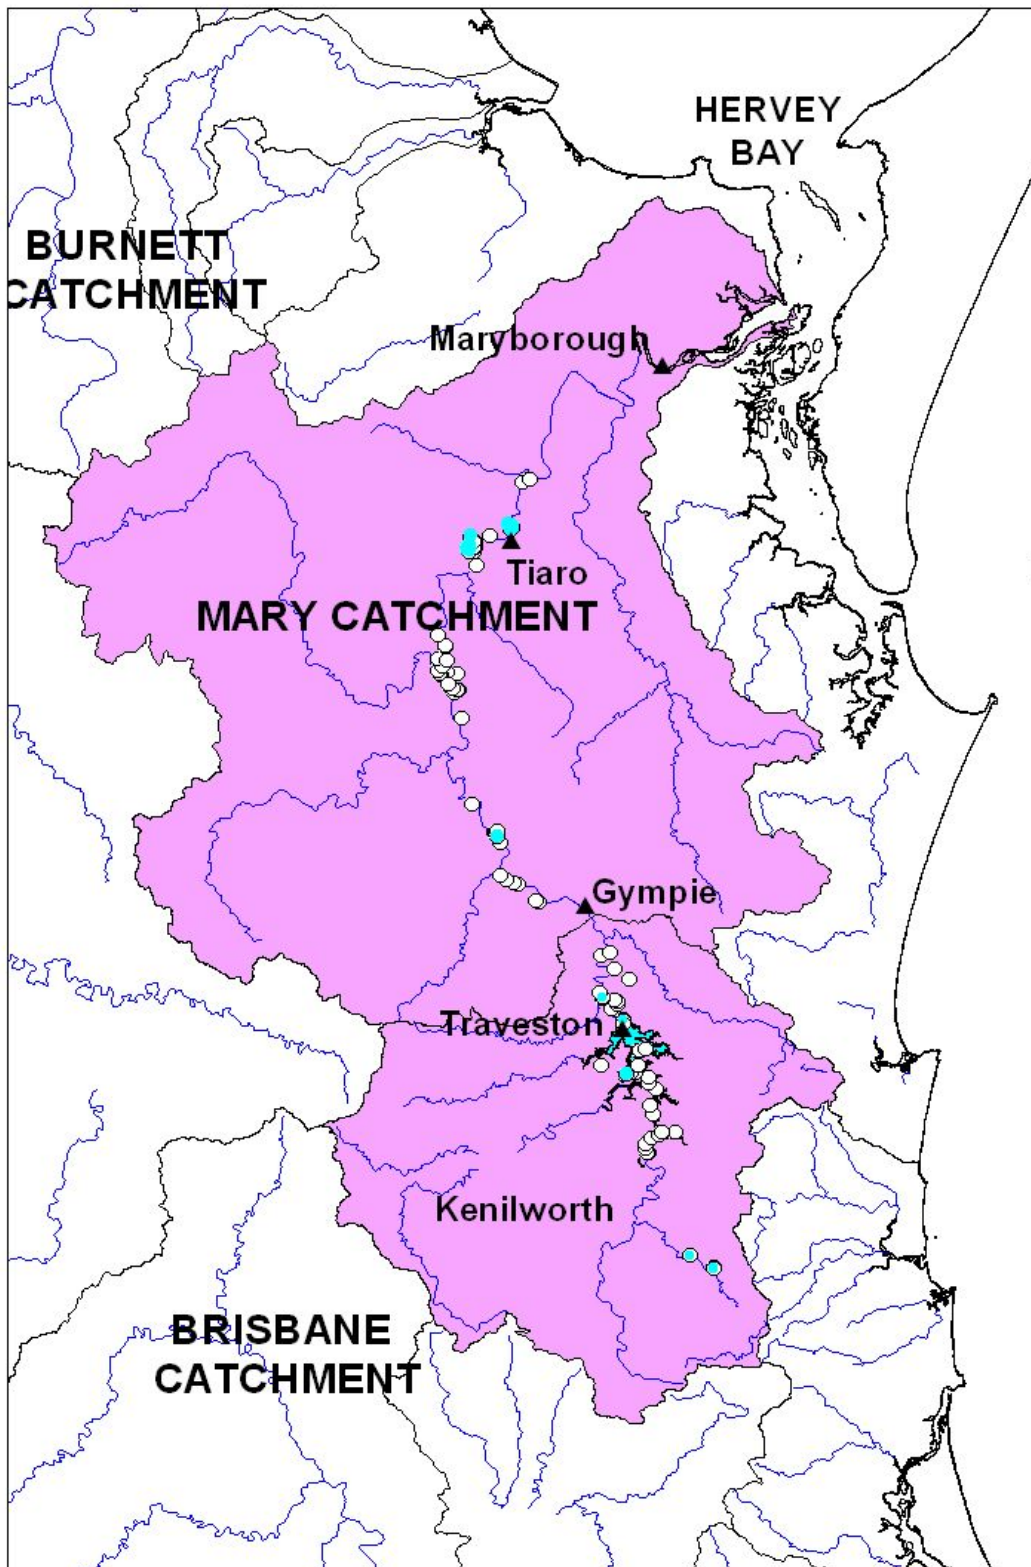 HERVEY
BAY
BURNETT
CATCHMENT
Maryborough
Tiaro
MARY CATCHMENT
Gympie
Traveston
Kenilworth
BRISBANE
CATCHMENT